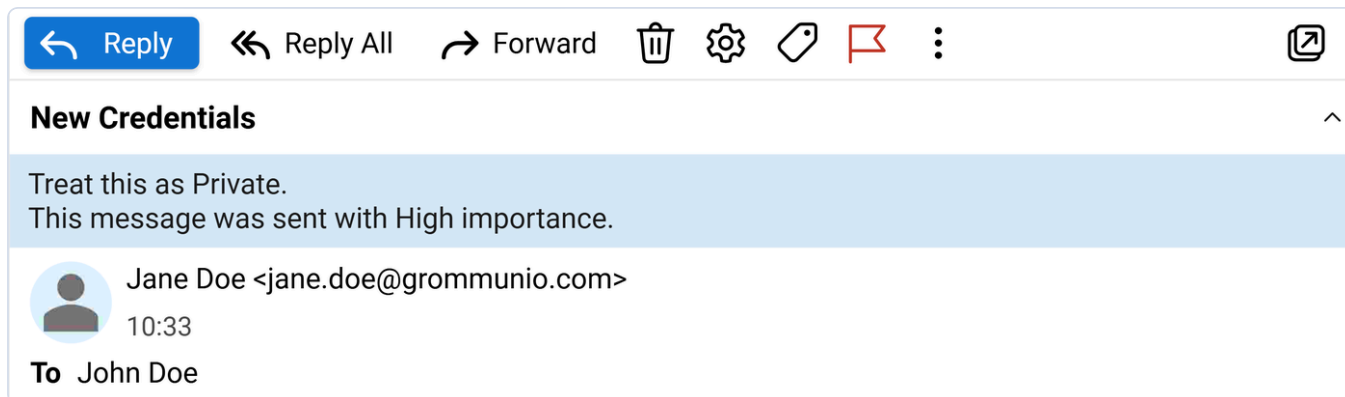 Reply Reply All Forward
New Credentials
Treat this as Private.
This message was sent with High importance.
Jane Doe <jane.doe@grommunio.com>
10:33
To John Doe